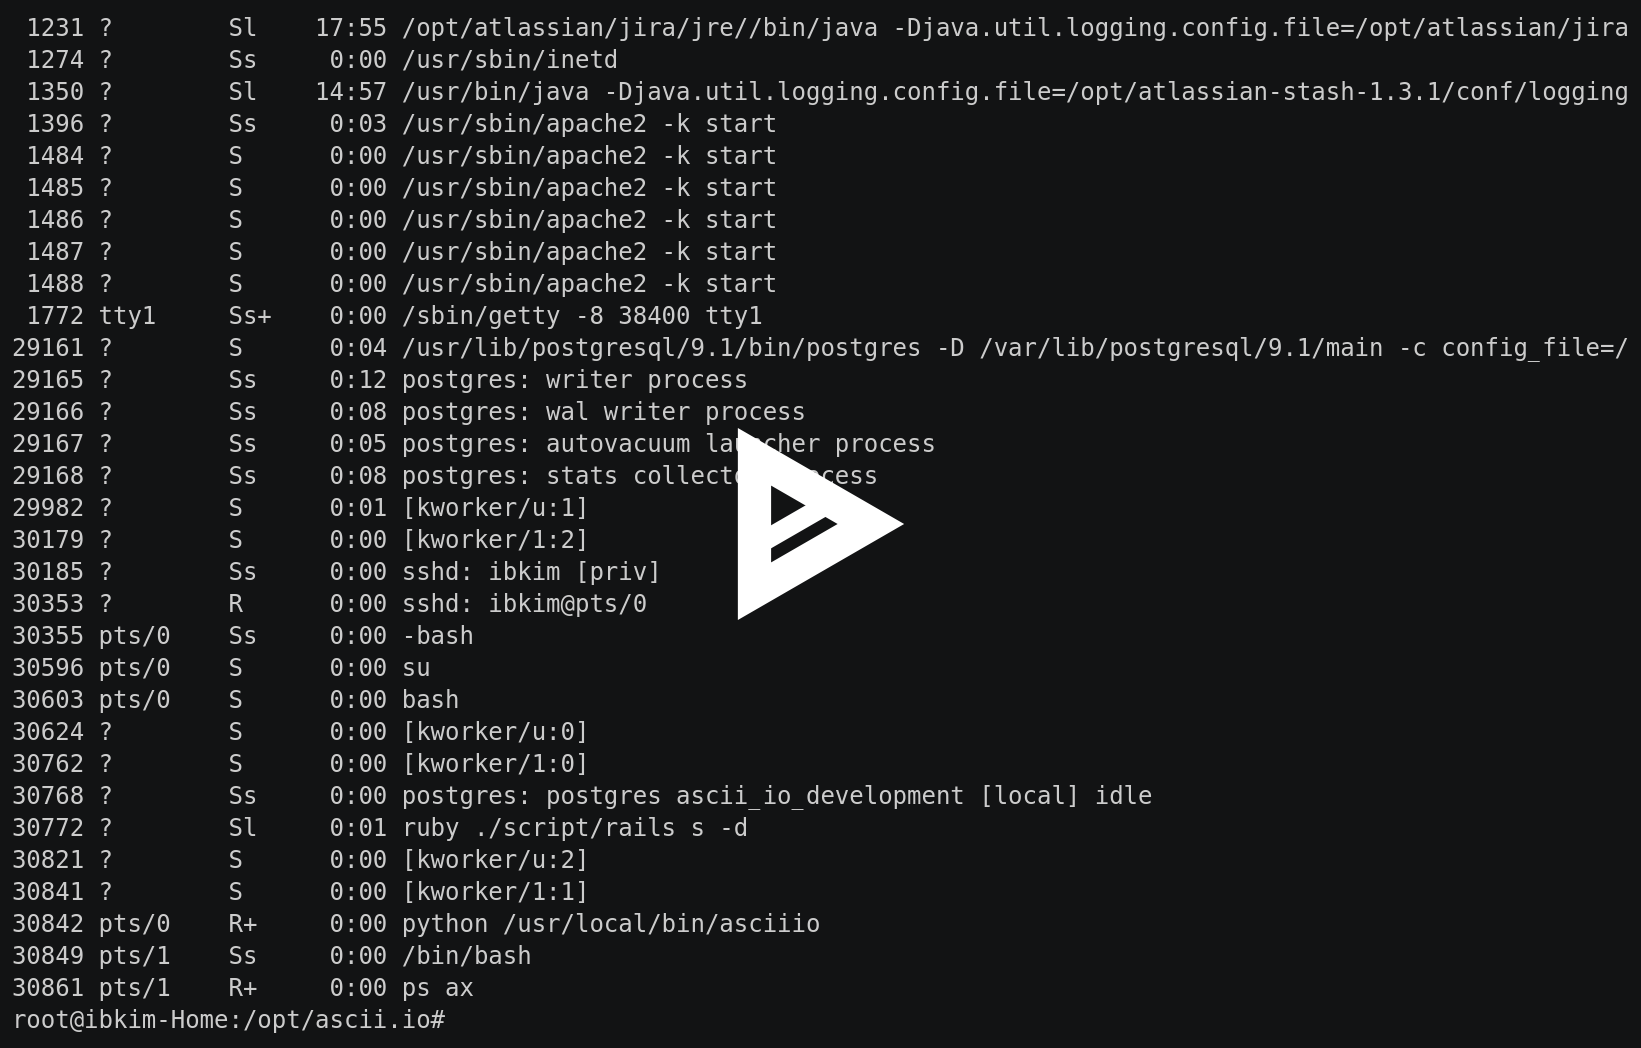 1231 ?        Sl    17:55 /opt/atlassian/jira/jre//bin/java -Djava.util.logging.config.file=/opt/atlassian/jira
1274 ?        Ss     0:00 /usr/sbin/inetd
1350 ?        Sl    14:57 /usr/bin/java -Djava.util.logging.config.file=/opt/atlassian-stash-1.3.1/conf/logging
1396 ?        Ss     0:03 /usr/sbin/apache2 -k start
1484 ?        S      0:00 /usr/sbin/apache2 -k start
1485 ?        S      0:00 /usr/sbin/apache2 -k start
1486 ?        S      0:00 /usr/sbin/apache2 -k start
1487 ?        S      0:00 /usr/sbin/apache2 -k start
1488 ?        S      0:00 /usr/sbin/apache2 -k start
1772 tty1     Ss+    0:00 /sbin/getty -8 38400 tty1
29161 ?        S      0:04 /usr/lib/postgresql/9.1/bin/postgres -D /var/lib/postgresql/9.1/main -c config_file=/
29165 ?        Ss     0:12 postgres: writer process
29166 ?        Ss     0:08 postgres: wal writer process
29167 ?        Ss     0:05 postgres: autovacuum process
29168 ?        Ss     0:08 postgres: stats
29982 ?        S      0:01 [kworker/u:1]
30179 ?        S      0:00 [kworker/1:2]
30185 ?        Ss     0:00 sshd: ibkim [priv]
30353 ?        R      0:00 sshd: ibkim@pts/0
30355 pts/0    Ss     0:00 -bash
30596 pts/0    S      0:00 su
30603 pts/0    S      0:00 bash
30624 ?        S      0:00 [kworker/u:0]
30762 ?        S      0:00 [kworker/1:0]
30768 ?        Ss     0:00 postgres: postgres ascii_io_development [local] idle
30772 ?        Sl     0:01 ruby ./script/rails s -d
30821 ?        S      0:00 [kworker/u:2]
30841 ?        S      0:00 [kworker/1:1]
30842 pts/0    R+     0:00 python /usr/local/bin/asciiio
30849 pts/1    Ss     0:00 /bin/bash
30861 pts/1    R+     0:00 ps ax
root@ibkim-Home:/opt/ascii.io#